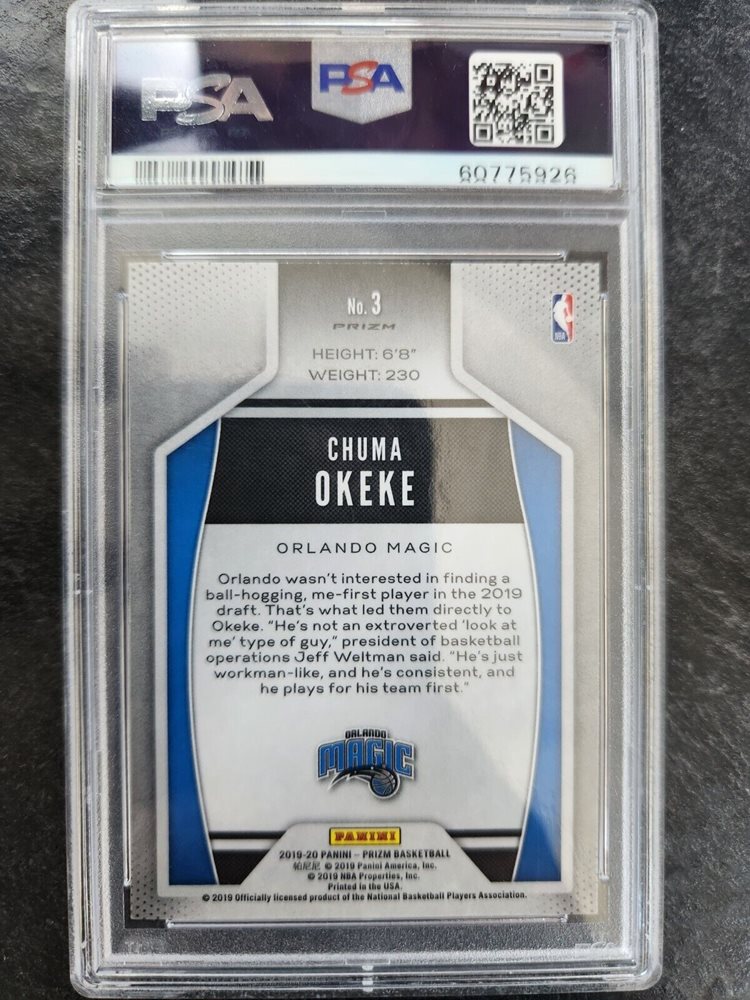 PSA
PSA
60775926
No. 3
PRIZM
NBA
HEIGHT: 6'8"
WEIGHT: 230
CHUMA
OKEKE
ORLANDO MAGIC
Orlando wasn't interested in finding a
ball-hogging, me-first player in the 2019
draft. That's what led them directly to
Okeke. "He's not an extroverted 'look at
me' type of guy," president of basketball
operations Jeff Weltman said. "He's just
workman-like, and he's consistent, and
he plays for his team first."
ORLANDO
MAGIC
PANINI
2019-20 PANINI – PRIZM BASKETBALL
帕尼尼 © 2019 Panini America, Inc.
© 2019 NBA Properties, Inc.
Printed in the USA.
© 2019 Officially licensed product of the National Basketball Players Association.